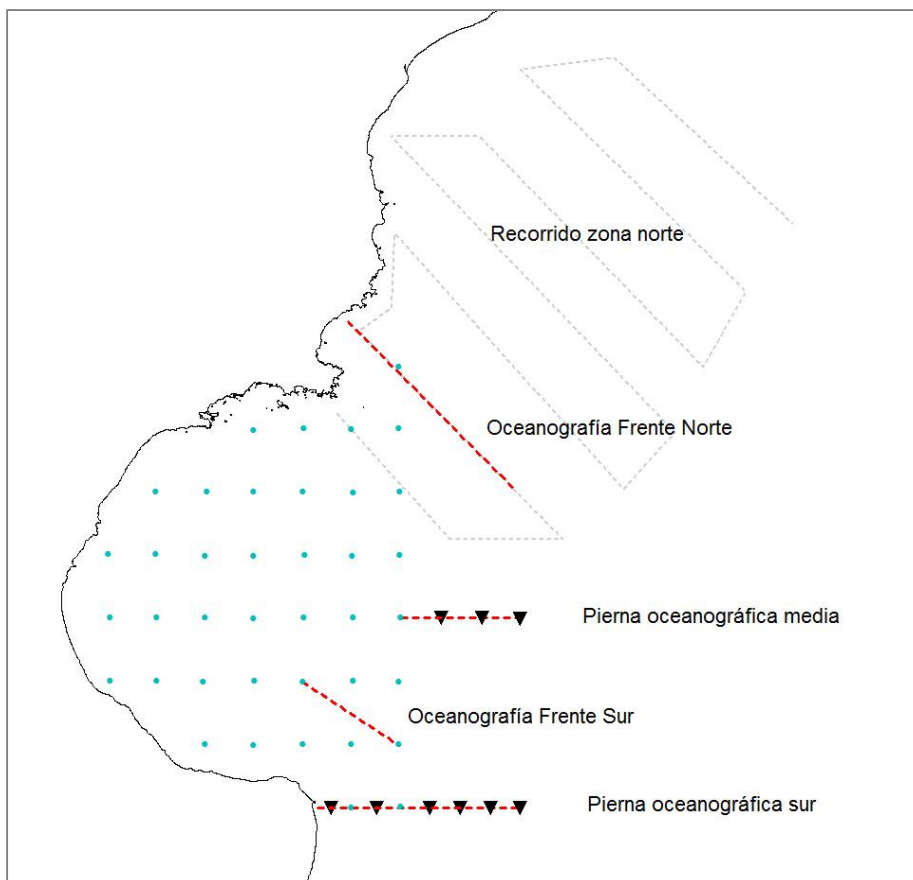 Recorrido zona norte
Oceanografía Frente Norte
Pierna oceanográfica media
Oceanografía Frente Sur
Pierna oceanográfica sur